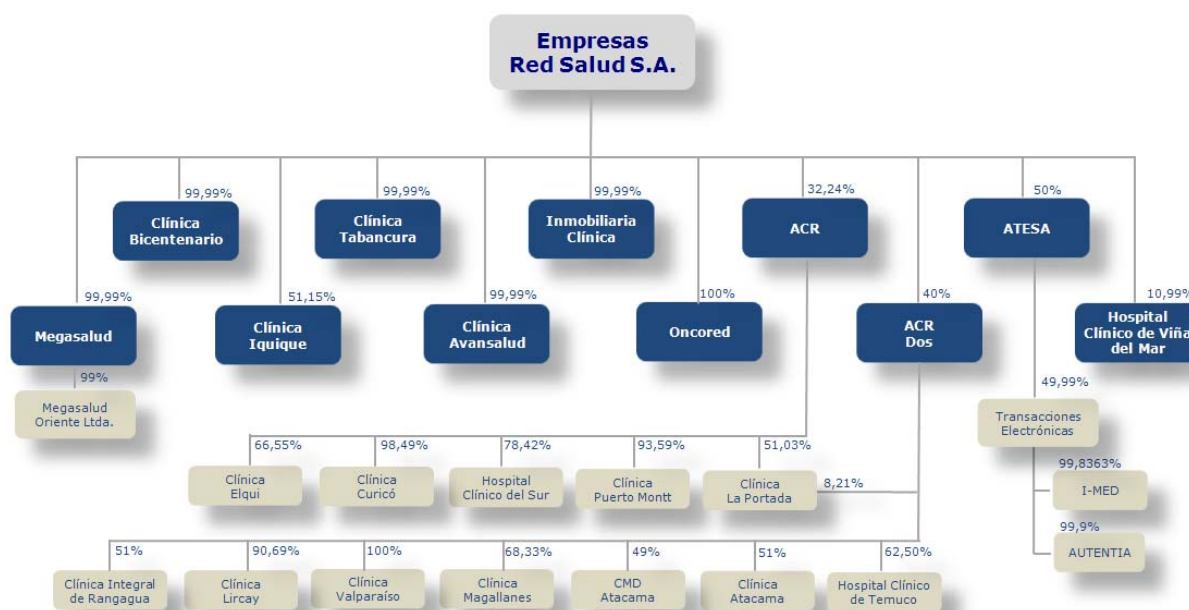 Empresas
Red Salud S.A.
99,99%
99,99%
99,99%
32,24%
50%
Clínica
Bicentenario
Clínica
Tabancura
Inmobiliaria
Clínica
ACR
ATESA
99,99%
51,15%
99,99%
100%
40%
10,99%
Megasalud
Clínica
Iquique
Clínica
Avansalud
Oncored
ACR
Dos
Hospital
Clínico de Viña
del Mar
99%
Megasalud
Oriente Ltda.
49,99%
Transacciones
Electrónicas
66,55%
98,49%
78,42%
93,59%
51,03%
Clínica
Elqui
Clínica
Curicó
Hospital
Clínico del Sur
Clínica
Puerto Montt
Clínica
La Portada
8,21%
99,8363%
I-MED
99,9%
AUTENTIA
51%
90,69%
100%
68,33%
49%
51%
62,50%
Clínica Integral
de Rangagua
Clínica
Lircay
Clínica
Valparaíso
Clínica
Magallanes
CMD
Atacama
Clínica
Atacama
Hospital Clínico
de Temuco